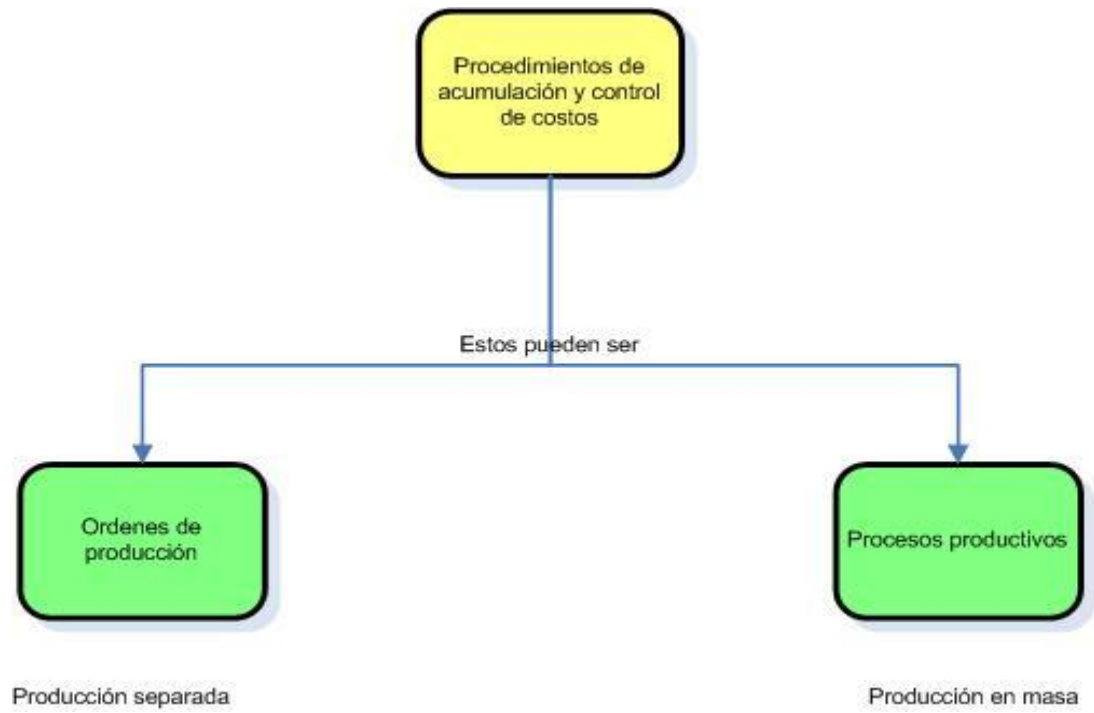 Procedimientos de
acumulación y control
de costos
Estos pueden ser
Ordenes de
producción
Procesos productivos
Producción separada
Producción en masa